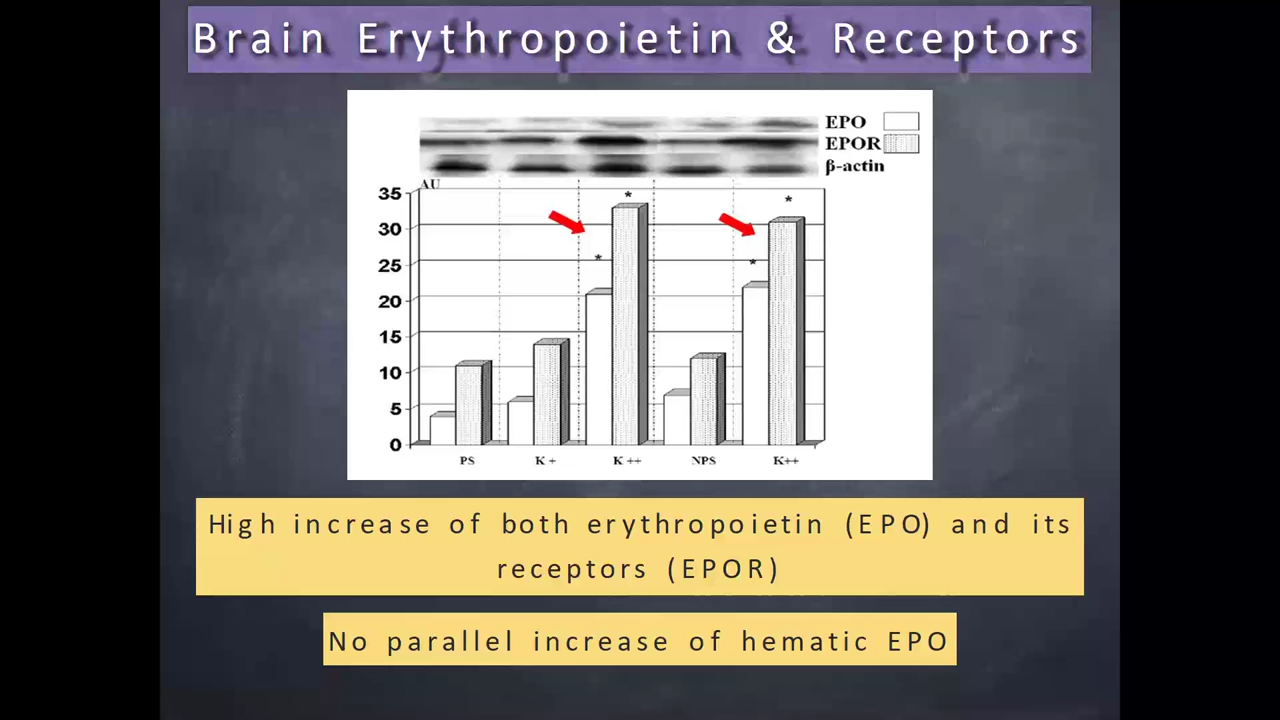 Brain Erythropoietin & Receptors
EPO
EPOR
β-actin
AU
35
30
25
20
15
10
5
0
*
*
*
*
PS
K +
K ++
NPS
K++
High increase of both erythropoietin (EPO) and its
receptors (EPOR)
No parallel increase of hematic EPO